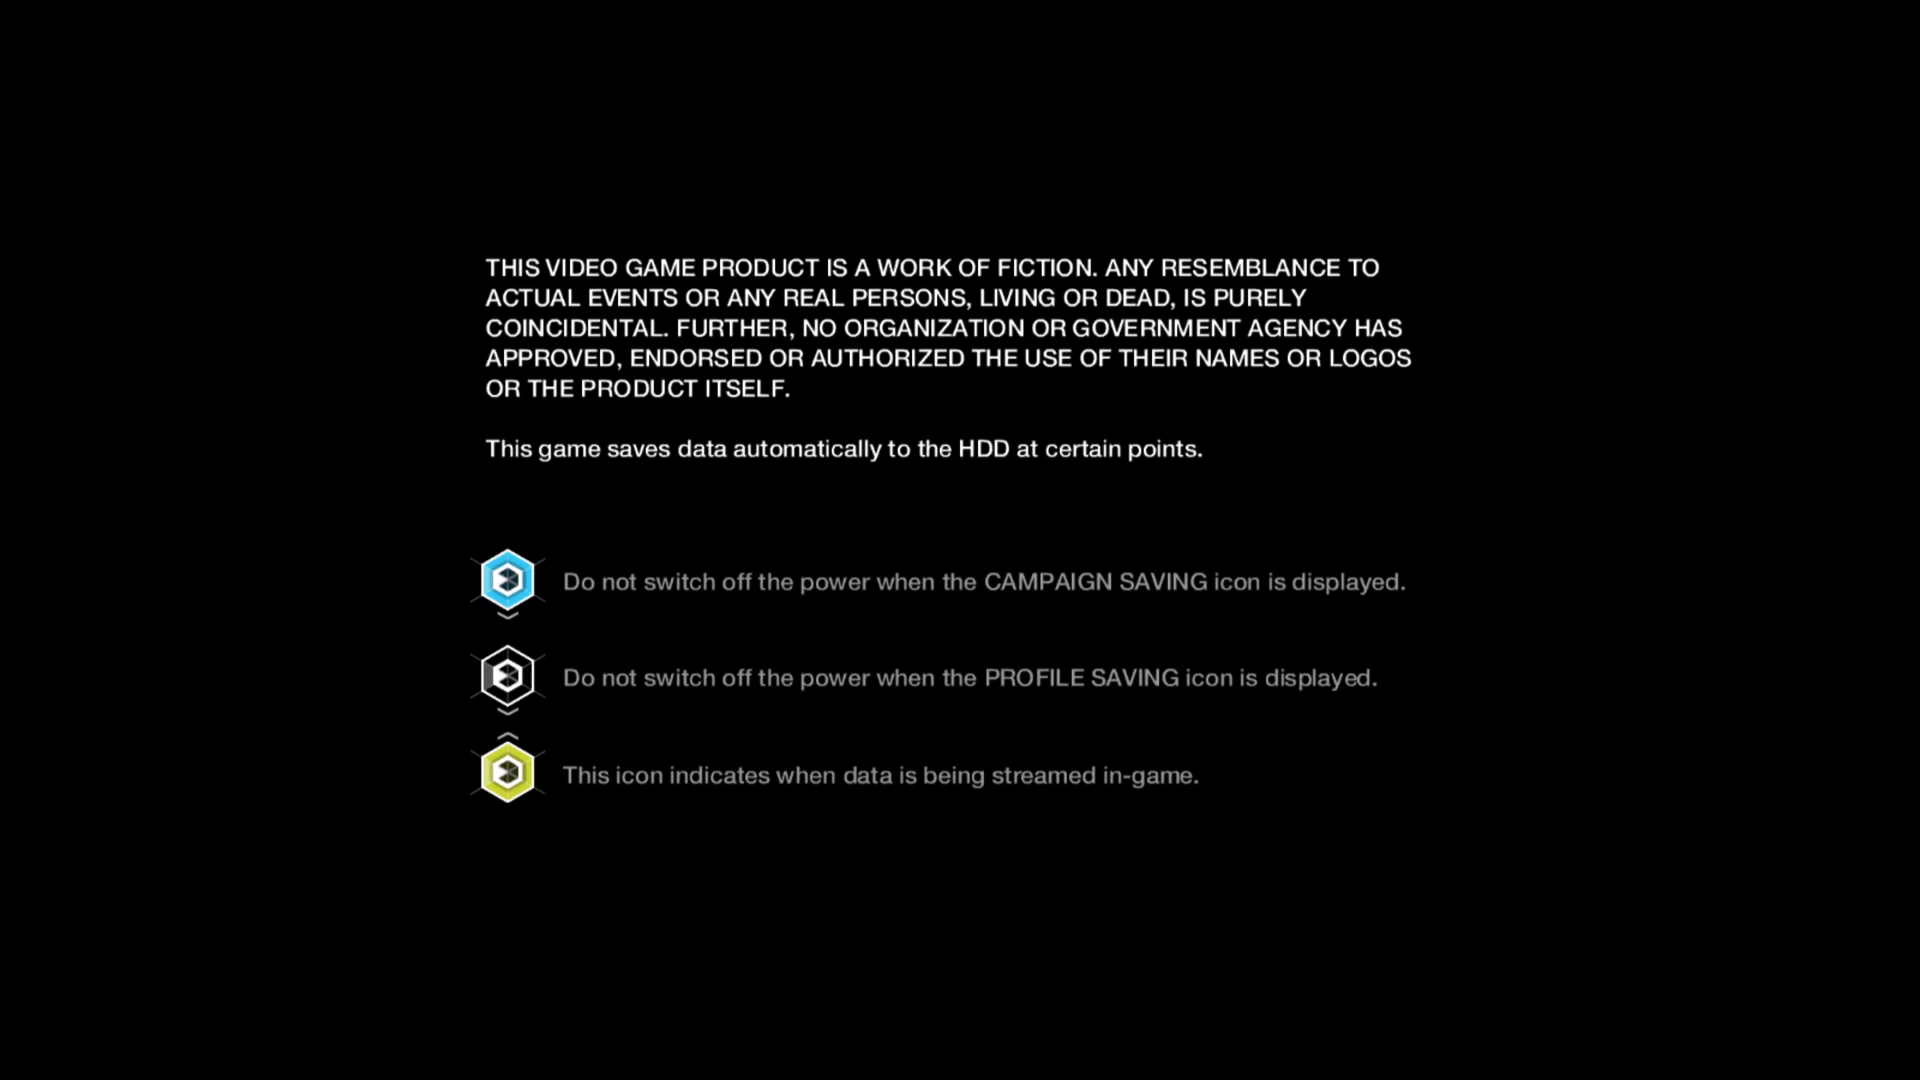 THIS VIDEO GAME PRODUCT IS A WORK OF FICTION. ANY RESEMBLANCE TO
ACTUAL EVENTS OR ANY REAL PERSONS, LIVING OR DEAD, IS PURELY
COINCIDENTAL. FURTHER, NO ORGANIZATION OR GOVERNMENT AGENCY HAS
APPROVED, ENDORSED OR AUTHORIZED THE USE OF THEIR NAMES OR LOGOS
OR THE PRODUCT ITSELF.
This game saves data automatically to the HDD at certain points.
Do not switch off the power when the CAMPAIGN SAVING icon is displayed.
Do not switch off the power when the PROFILE SAVING icon is displayed.
This icon indicates when data is being streamed in-game.